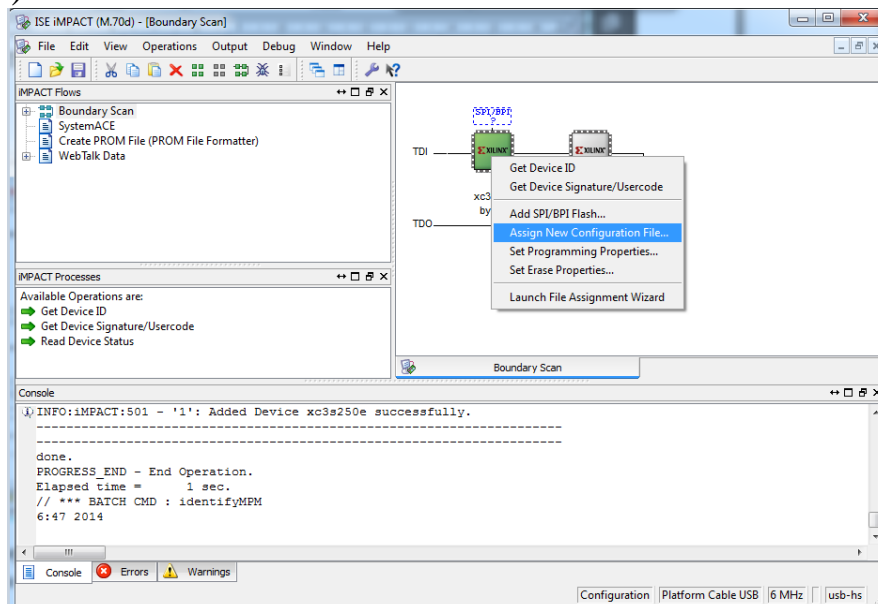 )
ISE iMPACT (M.70d) - [Boundary Scan]
File Edit View Operations Output Debug Window Help
iMPACT Flows
Boundary Scan
SystemACE
Create PROM File (PROM File Formatter)
WebTalk Data
SPI/BPI
?
TDI
XILINX
XILINX
xc3
by
TDO
Get Device ID
Get Device Signature/Usercode
Add SPI/BPI Flash...
Assign New Configuration File...
Set Programming Properties...
Set Erase Properties...
Launch File Assignment Wizard
iMPACT Processes
Available Operations are:
Get Device ID
Get Device Signature/Usercode
Read Device Status
Boundary Scan
Console
INFO:iMPACT:501 - '1': Added Device xc3s250e successfully.
----------------------------------------------------------------------
----------------------------------------------------------------------
done.
PROGRESS_END - End Operation.
Elapsed time =      1 sec.
// *** BATCH CMD : identifyMPM
6:47 2014
Console Errors Warnings
Configuration Platform Cable USB 6 MHz usb-hs